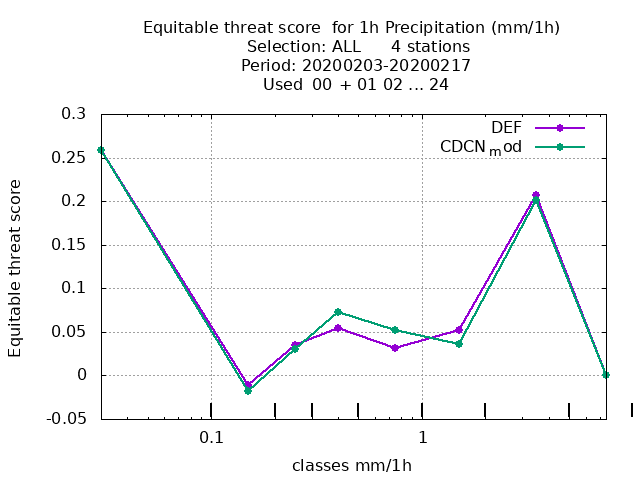 Equitable threat score  for 1h Precipitation (mm/1h)
Selection: ALL      4 stations
Period: 20200203-20200217
Used  00 + 01 02 ... 24
0.3
0.25
0.2
0.15
0.1
0.05
0
-0.05
Equitable threat score
DEF
CDCNmod
0.1
1
classes mm/1h